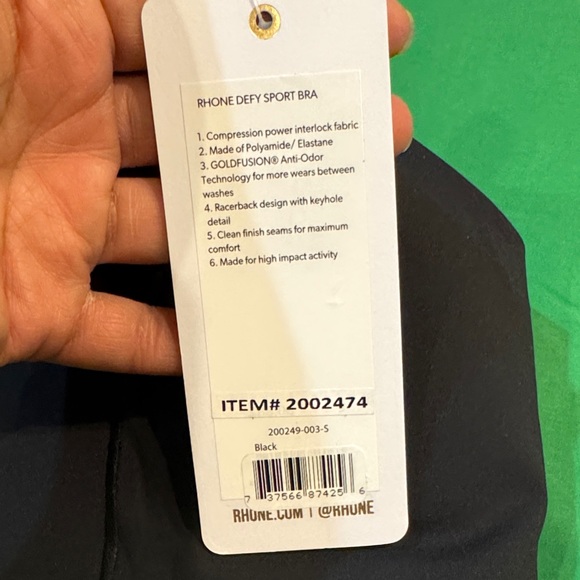 RHONE DEFY SPORT BRA
1. Compression power interlock fabric
2. Made of Polyamide/ Elastane
3. GOLDFUSION® Anti-Odor
Technology for more wears between
washes
4. Racerback design with keyhole
detail
5. Clean finish seams for maximum
comfort
6. Made for high impact activity
ITEM# 2002474
200249-003-S
Black
7 37566 87425 6
RHONE.COM | @RHONE